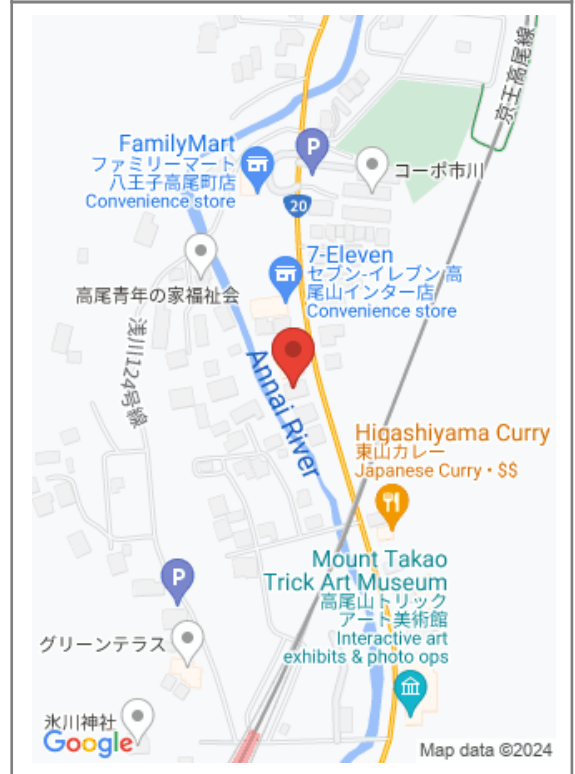 京王高尾線
FamilyMart
ファミリーマート
八王子高尾町店
Convenience store
P
コーポ市川
20
7-Eleven
セブン-イレブン 高
尾山インター店
Convenience store
高尾青年の家福祉会
浅川124号線
Annai River
Higashiyama Curry
東山カレー
Japanese Curry • $$
Mount Takao
Trick Art Museum
高尾山トリック
アート美術館
Interactive art
exhibits & photo ops
P
グリーンテラス
氷川神社
Google
Map data ©2024